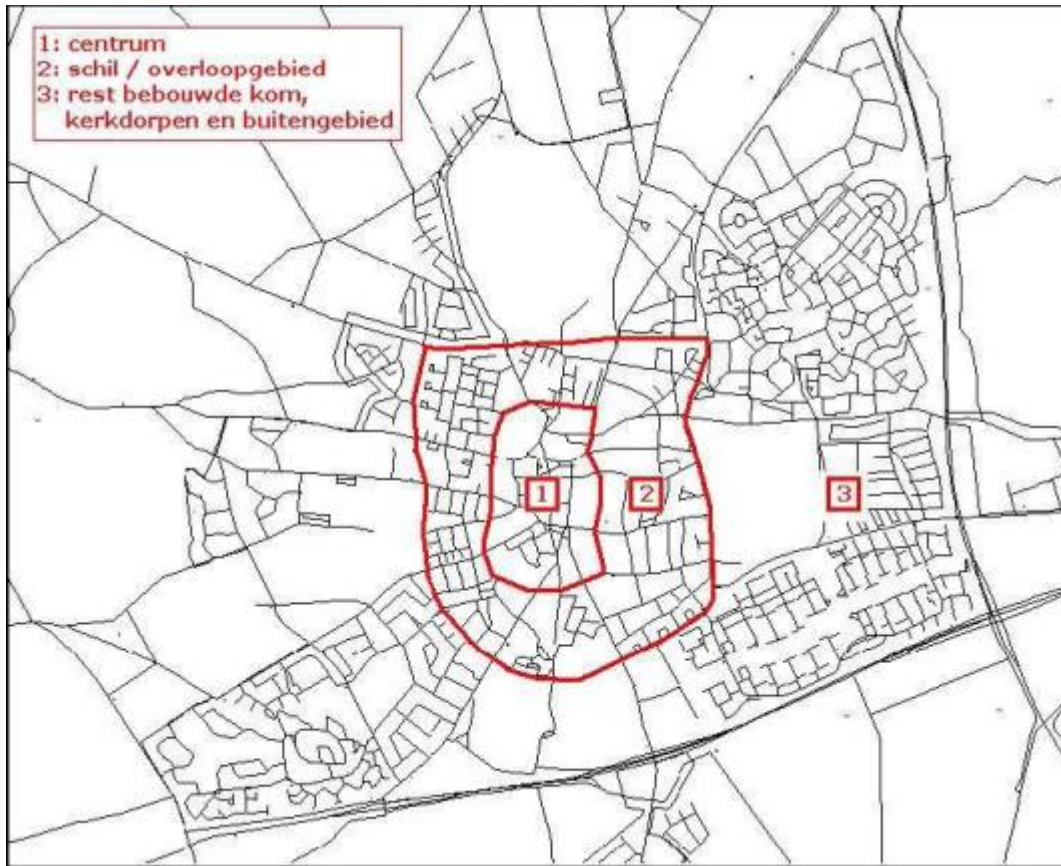 1: centrum
2: schil / overloopgebied
3: rest bebouwde kom,
kerkdorpen en buitengebied
1
2
3